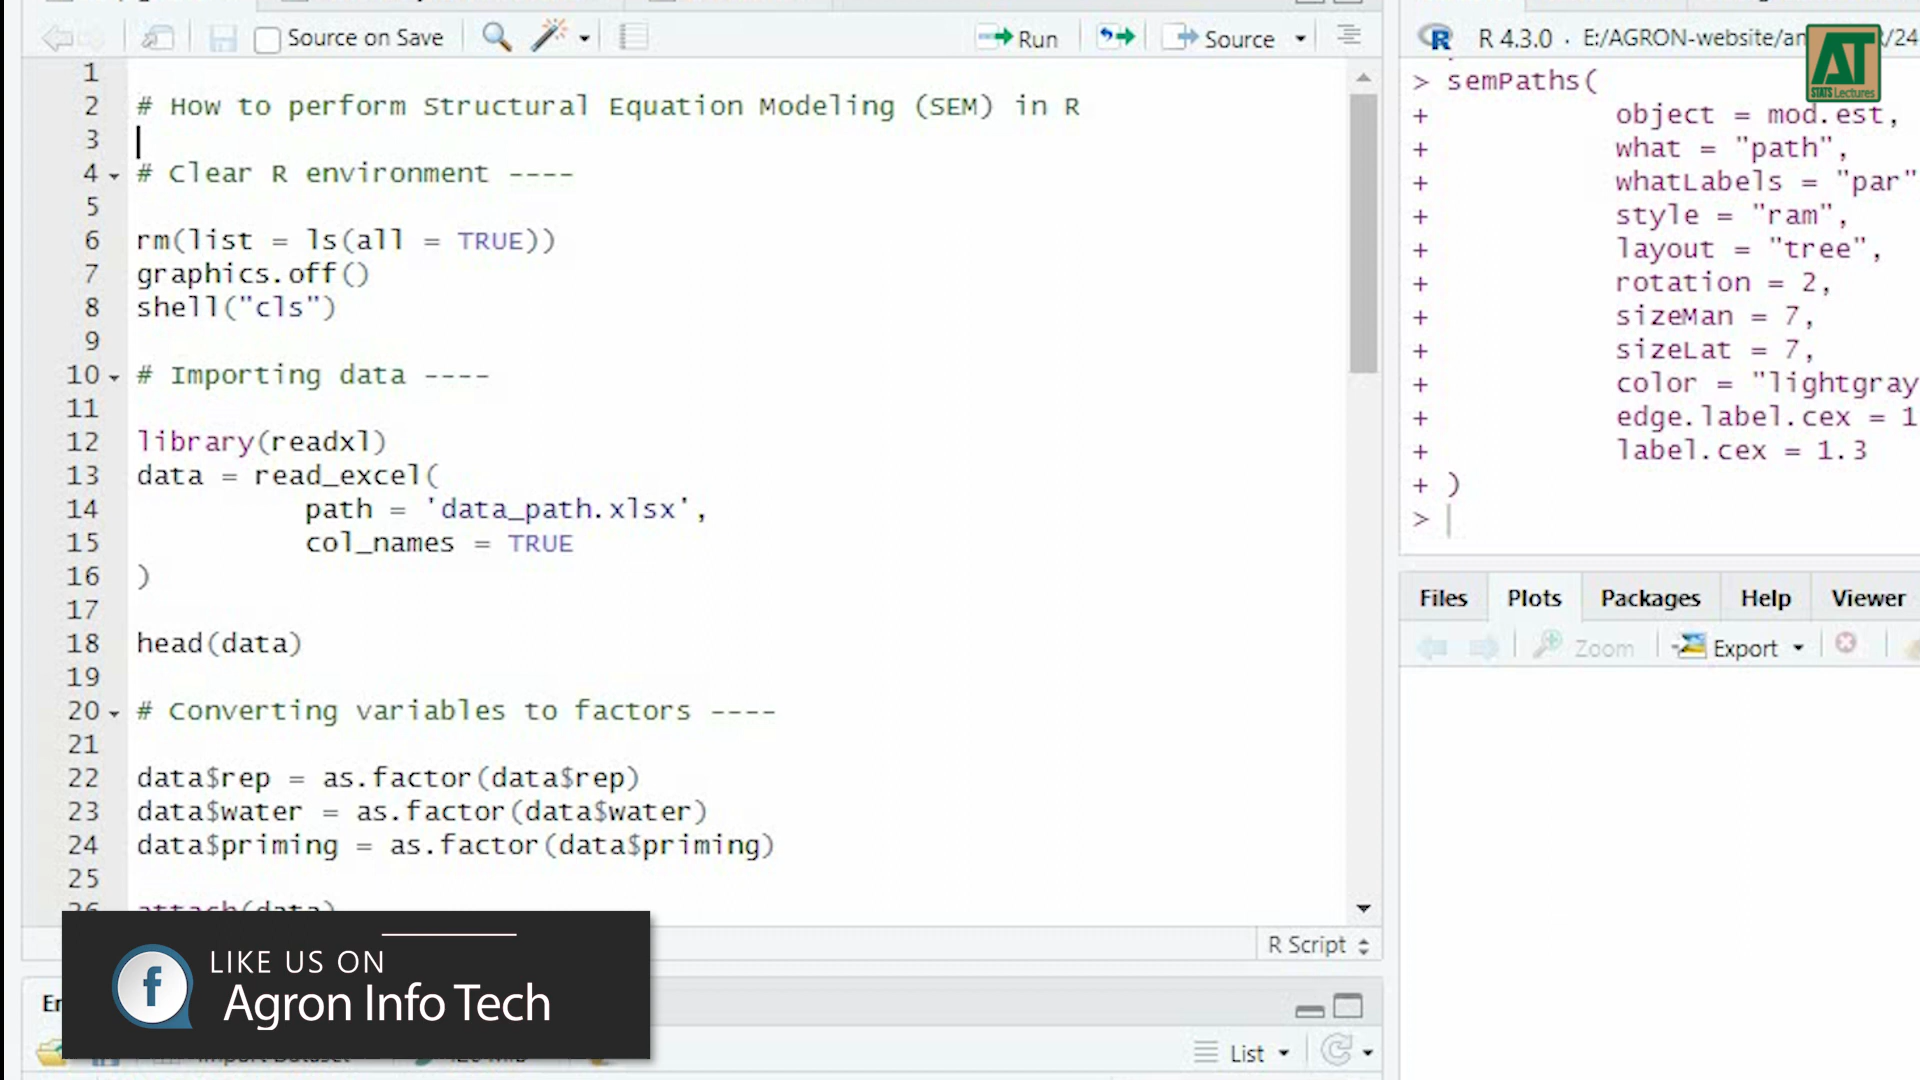 Source on Save
Run
Source
1
2 # How to perform Structural Equation Modeling (SEM) in R
3
4 # Clear R environment ----
5
6 rm(list = ls(all = TRUE))
7 graphics.off()
8 shell("cls")
9
10 # Importing data ----
11
12 library(readxl)
13 data = read_excel(
14 path = 'data_path.xlsx',
15 col_names = TRUE
16 )
17
18 head(data)
19
20 # Converting variables to factors ----
21
22 data$rep = as.factor(data$rep)
23 data$water = as.factor(data$water)
24 data$priming = as.factor(data$priming)
25
26 attach(data)
R Script
LIKE US ON
Agron Info Tech
List
R 4.3.0 · E:/AGRON-website/an
/24
AT
STATS Lectures
> semPaths(
+ object = mod.est,
+ what = "path",
+ whatLabels = "par"
+ style = "ram",
+ layout = "tree",
+ rotation = 2,
+ sizeMan = 7,
+ sizeLat = 7,
+ color = "lightgray
+ edge.label.cex = 1
+ label.cex = 1.3
+ )
>
Files Plots Packages Help Viewer
Zoom Export